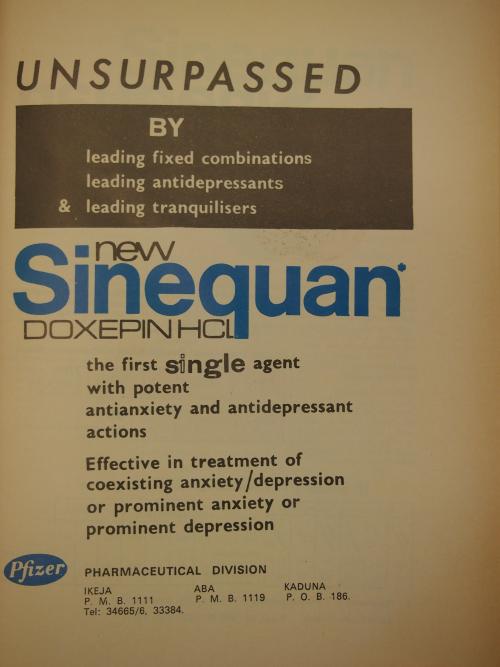 UNSURPASSED
BY
leading fixed combinations
leading antidepressants
& leading tranquilisers
new
Sinequan*
DOXEPIN HCL
the first single agent
with potent
antianxiety and antidepressant
actions
Effective in treatment of
coexisting anxiety/depression
or prominent anxiety or
prominent depression
Pfizer PHARMACEUTICAL DIVISION
IKEJA ABA KADUNA
P. M. B. 1111 P. M. B. 1119 P. O. B. 186.
Tel: 34665/6, 33384.